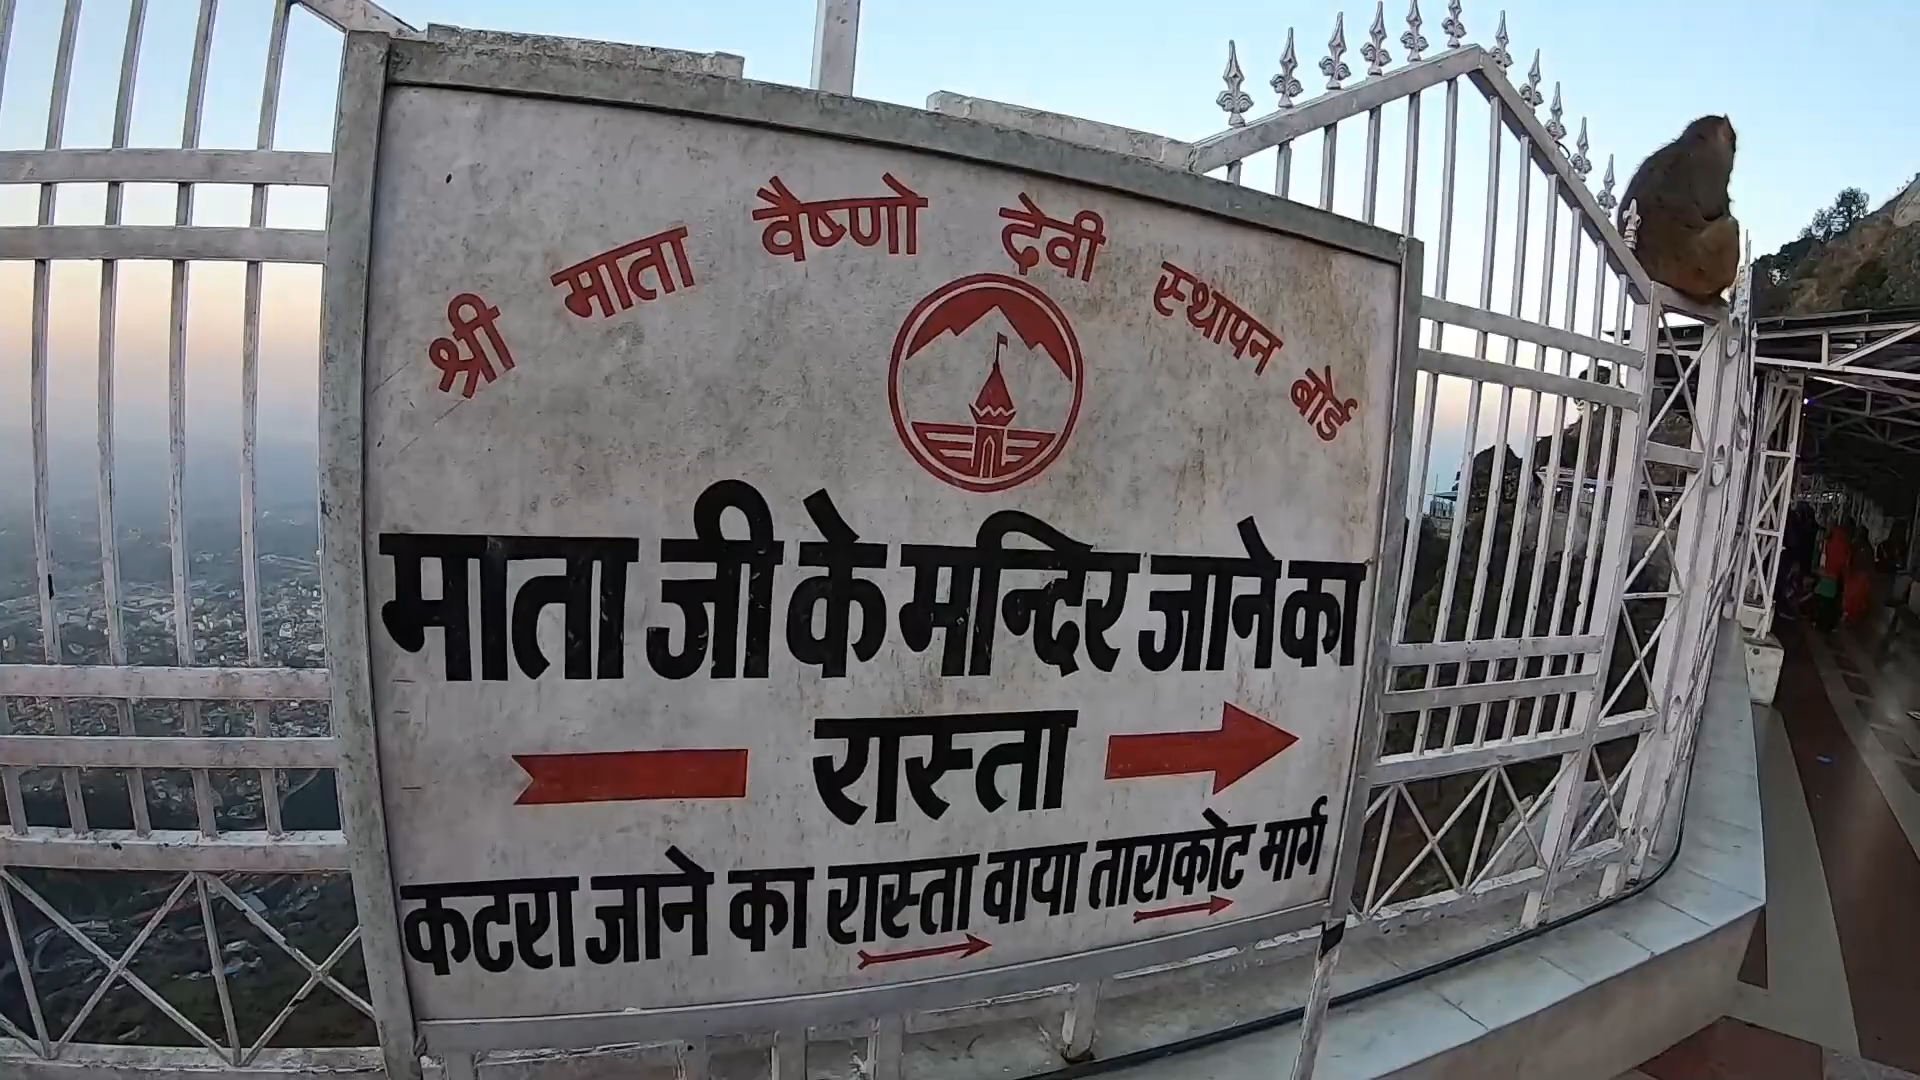 श्री माता वैष्णो देवी स्थापन बोर्ड
माता जी के मन्दिर जाने का
रास्ता
कटरा जाने का रास्ता वाया ताराकोट मार्ग